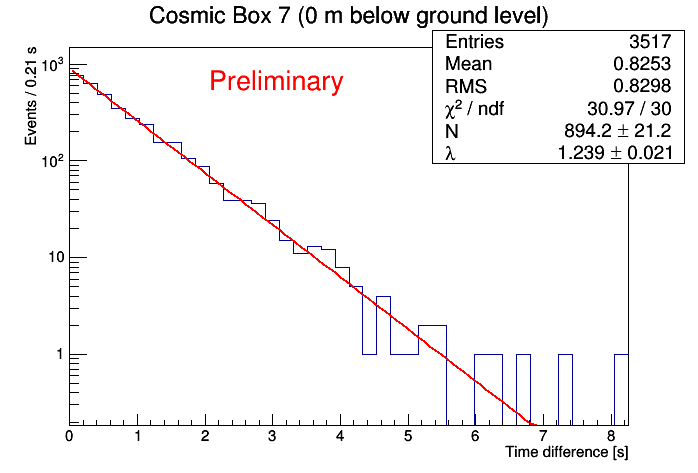 Cosmic Box 7 (0 m below ground level)
Entries 3517
Mean 0.8253
RMS 0.8298
χ² / ndf 30.97 / 30
N 894.2 ± 21.2
λ 1.239 ± 0.021
Preliminary
Events / 0.21 s
10³
10²
10
1
0 1 2 3 4 5 6 7 8
Time difference [s]